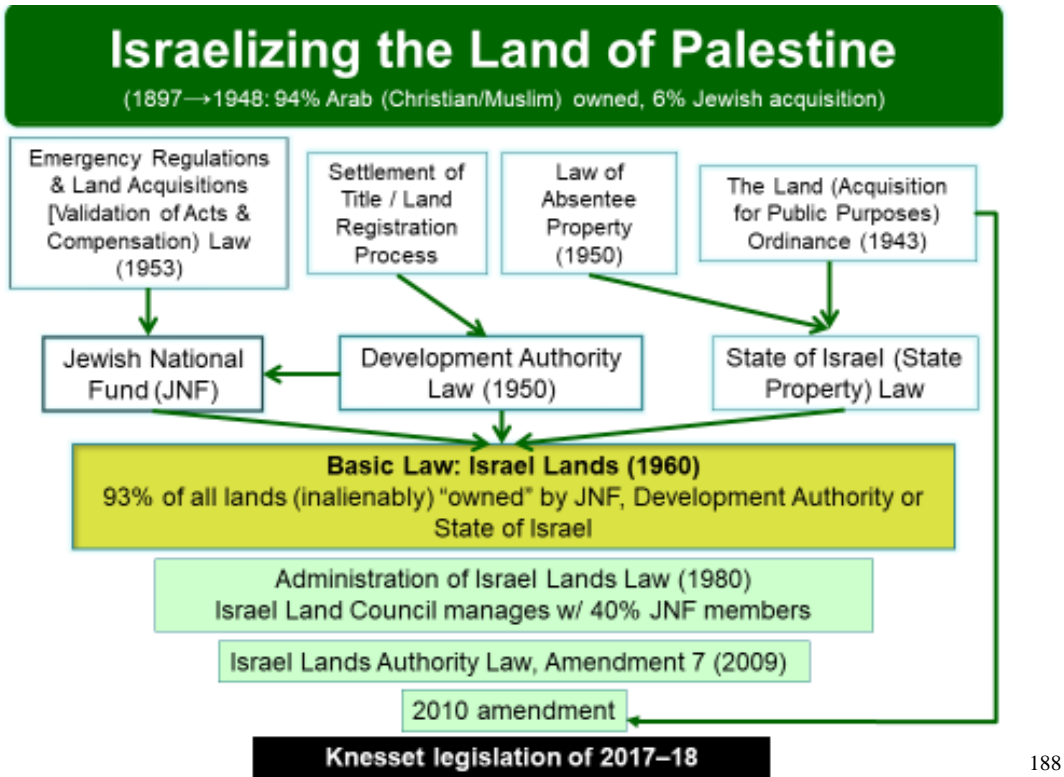 Israelizing the Land of Palestine
(1897→1948: 94% Arab (Christian/Muslim) owned, 6% Jewish acquisition)
Emergency Regulations
& Land Acquisitions
[Validation of Acts &
Compensation) Law
(1953)
Settlement of
Title / Land
Registration
Process
Law of
Absentee
Property
(1950)
The Land (Acquisition
for Public Purposes)
Ordinance (1943)
Jewish National
Fund (JNF)
Development Authority
Law (1950)
State of Israel (State
Property) Law
Basic Law: Israel Lands (1960)
93% of all lands (inalienably) “owned” by JNF, Development Authority or
State of Israel
Administration of Israel Lands Law (1980)
Israel Land Council manages w/ 40% JNF members
Israel Lands Authority Law, Amendment 7 (2009)
2010 amendment
Knesset legislation of 2017–18
188